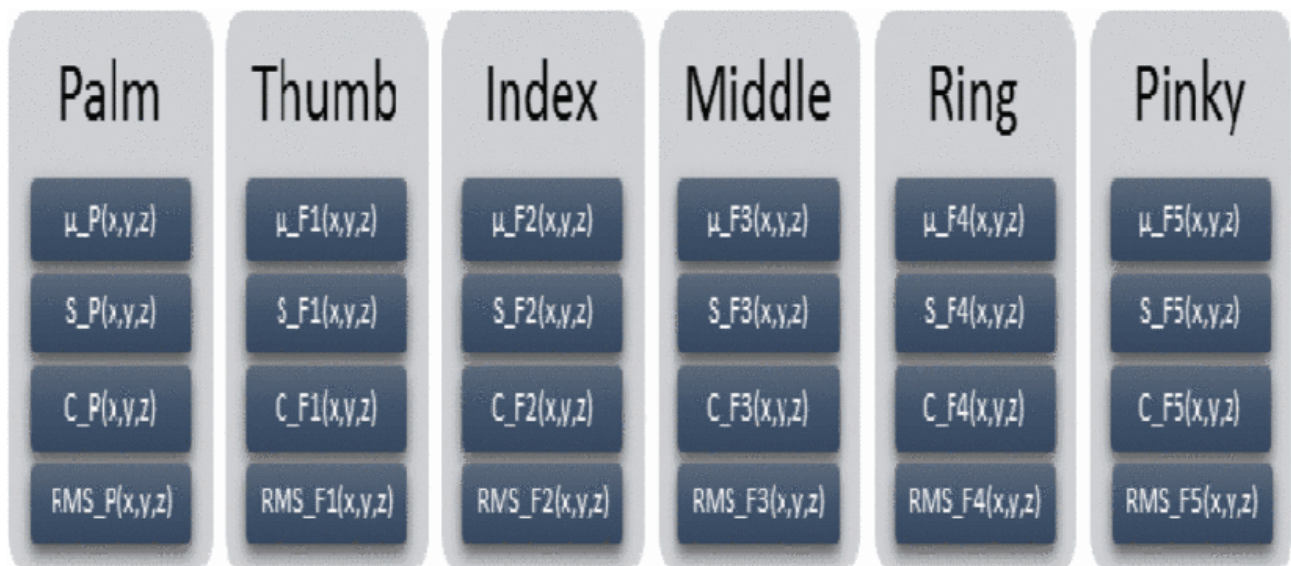 Palm
μ_P(x,y,z)
S_P(x,y,z)
C_P(x,y,z)
RMS_P(x,y,z)
Thumb
μ_F1(x,y,z)
S_F1(x,y,z)
C_F1(x,y,z)
RMS_F1(x,y,z)
Index
μ_F2(x,y,z)
S_F2(x,y,z)
C_F2(x,y,z)
RMS_F2(x,y,z)
Middle
μ_F3(x,y,z)
S_F3(x,y,z)
C_F3(x,y,z)
RMS_F3(x,y,z)
Ring
μ_F4(x,y,z)
S_F4(x,y,z)
C_F4(x,y,z)
RMS_F4(x,y,z)
Pinky
μ_F5(x,y,z)
S_F5(x,y,z)
C_F5(x,y,z)
RMS_F5(x,y,z)